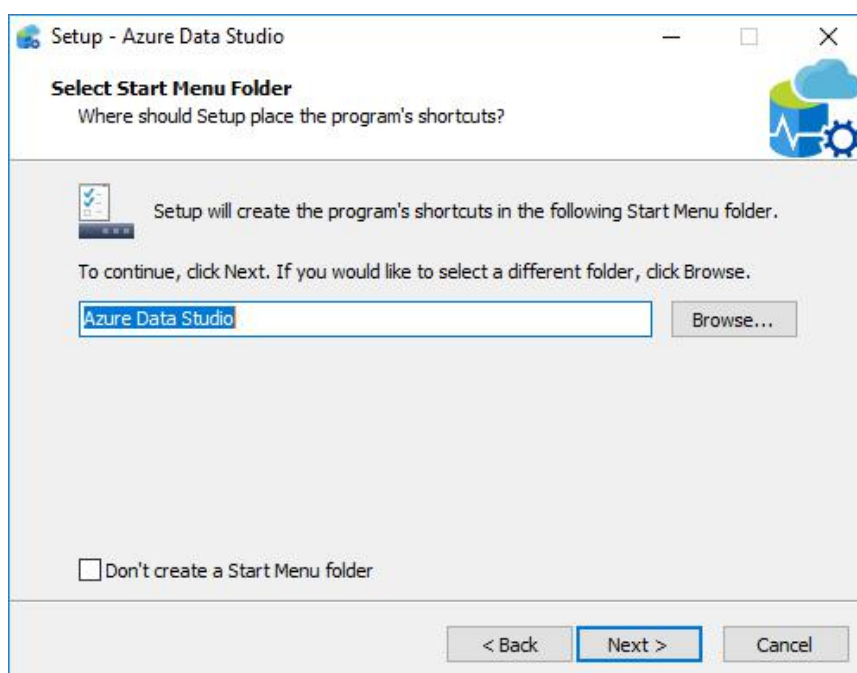 Setup - Azure Data Studio
Select Start Menu Folder
Where should Setup place the program's shortcuts?
Setup will create the program's shortcuts in the following Start Menu folder.
To continue, click Next. If you would like to select a different folder, click Browse.
Azure Data Studio
Browse...
Don't create a Start Menu folder
< Back
Next >
Cancel